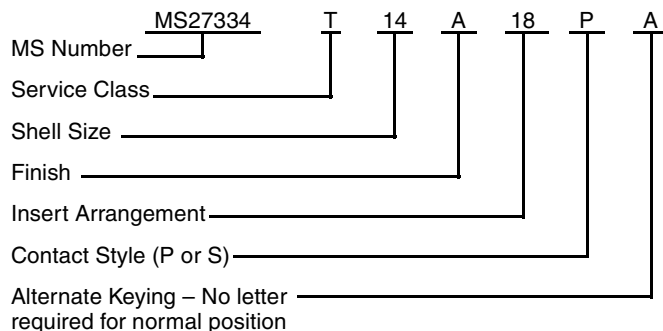 MS27334 T 14 A 18 P A
MS Number
Service Class
Shell Size
Finish
Insert Arrangement
Contact Style (P or S)
Alternate Keying – No letter
required for normal position